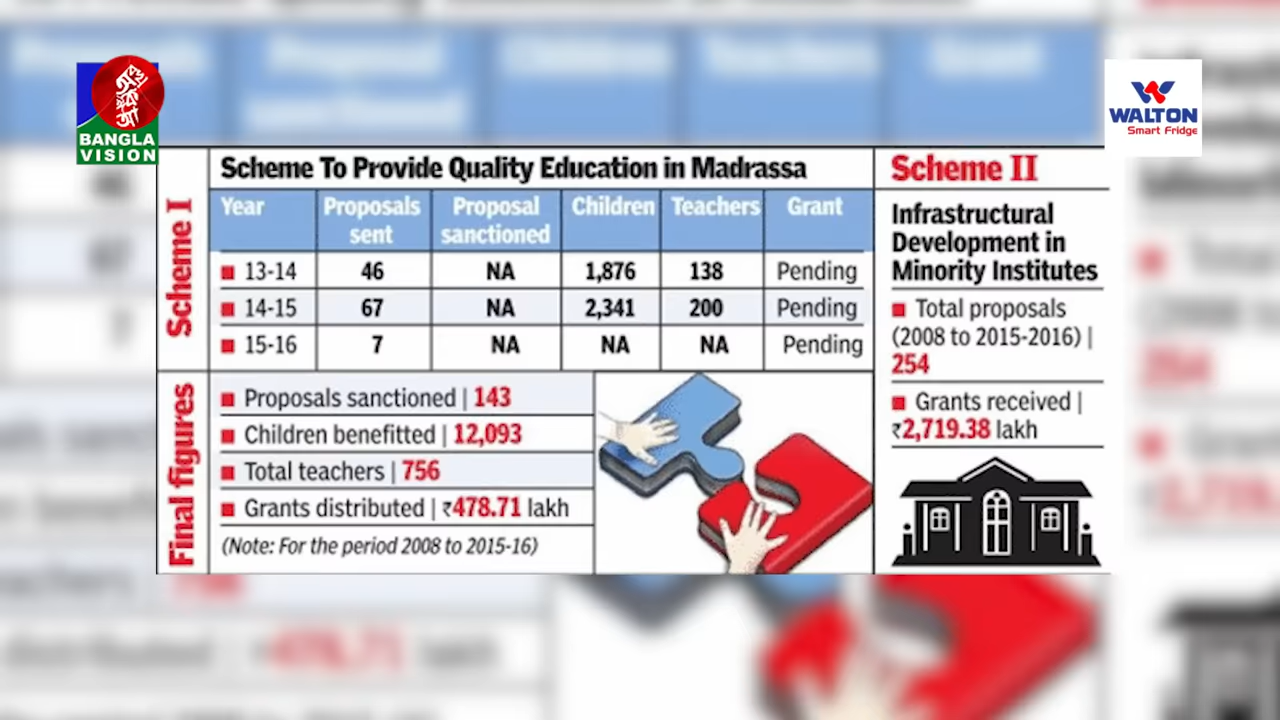 BANGLA
VISION
WALTON
Smart Fridge
Scheme I
Scheme To Provide Quality Education in Madrassa
Year Proposals sent Proposal sanctioned Children Teachers Grant
13-14 46 NA 1,876 138 Pending
14-15 67 NA 2,341 200 Pending
15-16 7 NA NA NA Pending
Final figures
Proposals sanctioned | 143
Children benefitted | 12,093
Total teachers | 756
Grants distributed | ₹478.71 lakh
(Note: For the period 2008 to 2015-16)
Scheme II
Infrastructural
Development in
Minority Institutes
Total proposals
(2008 to 2015-2016) |
254
Grants received |
₹2,719.38 lakh